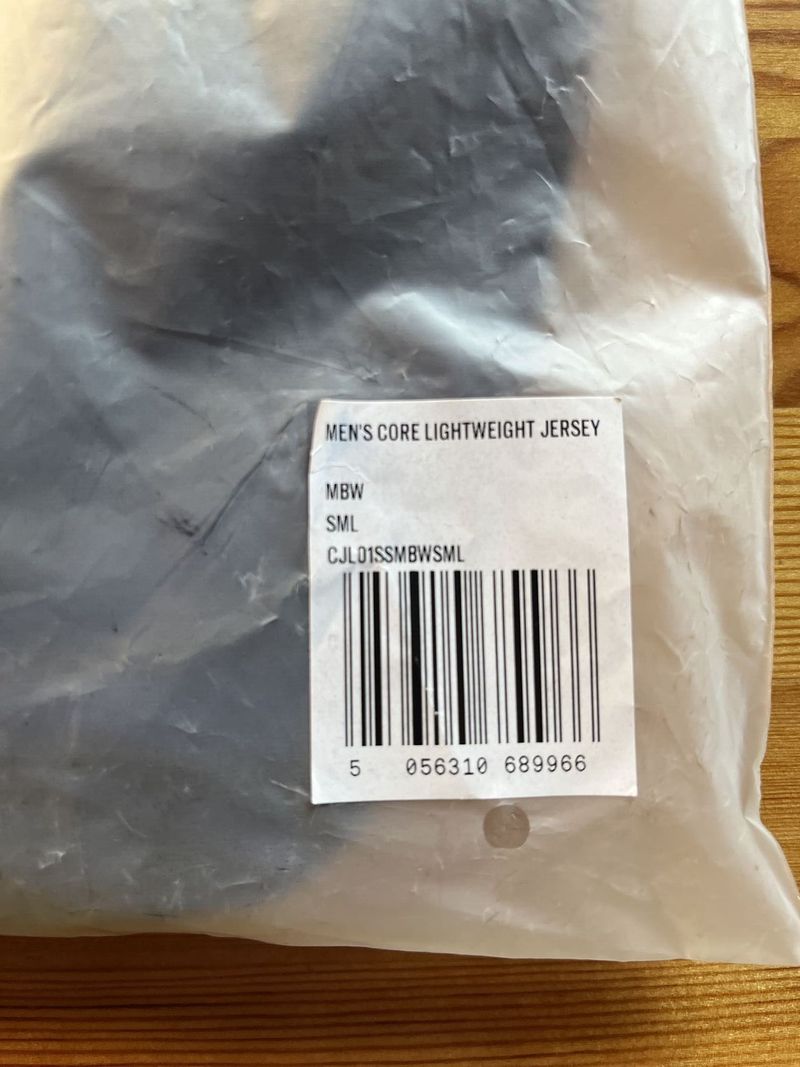 MEN'S CORE LIGHTWEIGHT JERSEY
MBW
SML
CJL01SSMBWSML
5 056310 689966